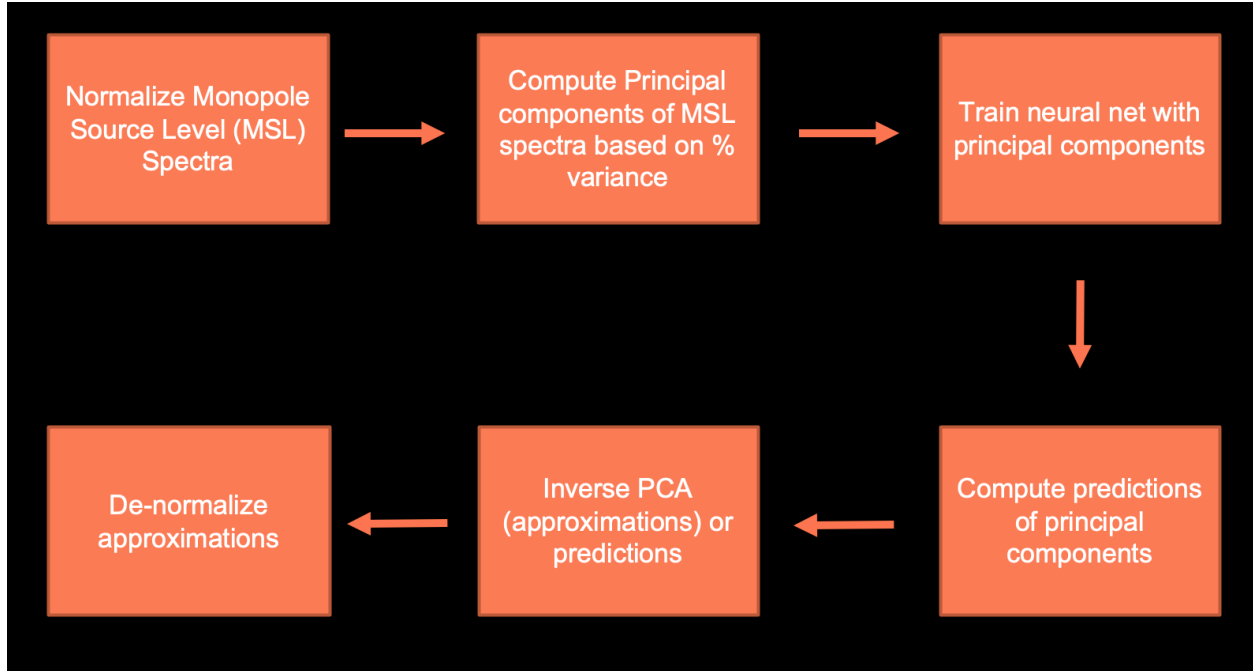 Normalize Monopole
Source Level (MSL)
Spectra
Compute Principal
components of MSL
spectra based on %
variance
Train neural net with
principal components
Compute predictions
of principal
components
Inverse PCA
(approximations) or
predictions
De-normalize
approximations